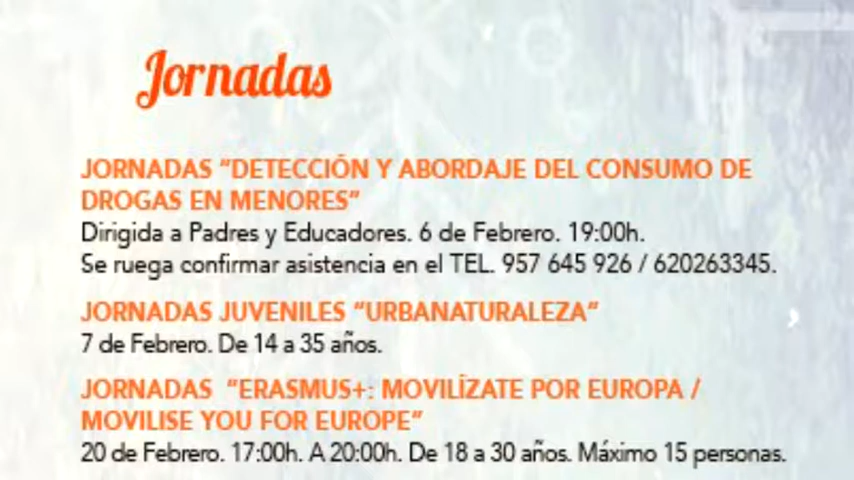 Jornadas
JORNADAS “DETECCIÓN Y ABORDAJE DEL CONSUMO DE
DROGAS EN MENORES”
Dirigida a Padres y Educadores. 6 de Febrero. 19:00h.
Se ruega confirmar asistencia en el TEL. 957 645 926 / 620263345.
JORNADAS JUVENILES “URBANATURALEZA”
7 de Febrero. De 14 a 35 años.
JORNADAS “ERASMUS+: MOVILÍZATE POR EUROPA /
MOVILISE YOU FOR EUROPE”
20 de Febrero. 17:00h. A 20:00h. De 18 a 30 años. Máximo 15 personas.